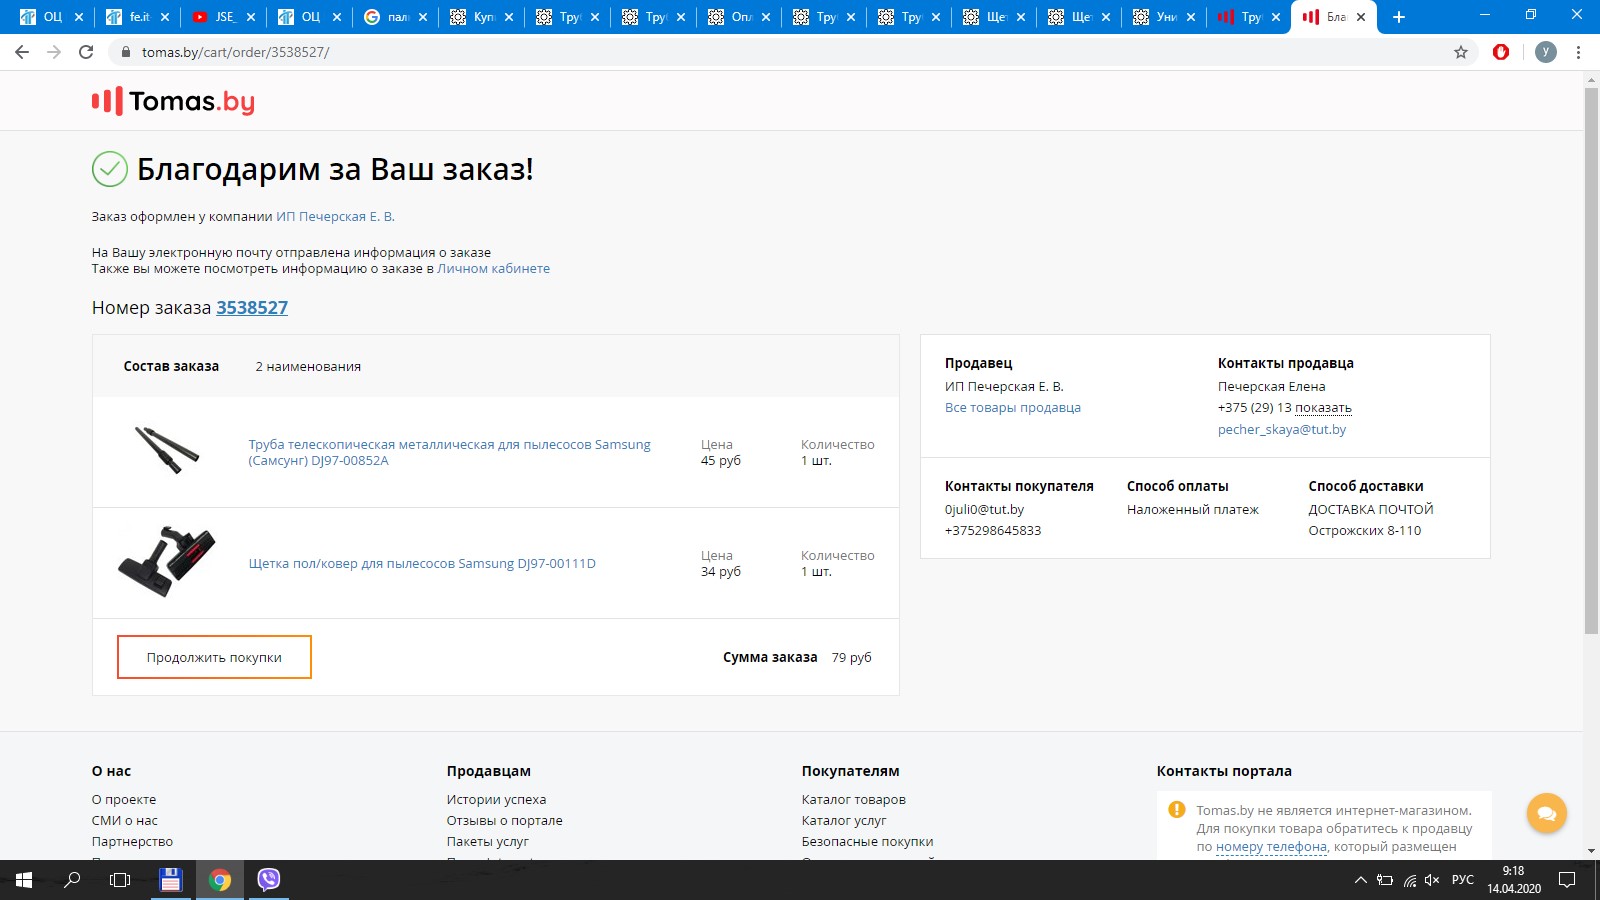 ОЦ
fe.it
JSE_
ОЦ
пал
Купи
Труб
Труб
Опл
Труб
Труб
Щет
Щет
Уни
Труб
Благ
tomas.by/cart/order/3538527/
У
Tomas.by
Благодарим за Ваш заказ!
Заказ оформлен у компании ИП Печерская Е. В.
На Вашу электронную почту отправлена информация о заказе
Также вы можете посмотреть информацию о заказе в Личном кабинете
Номер заказа 3538527
Состав заказа 2 наименования
Труба телескопическая металлическая для пылесосов Samsung
(Самсунг) DJ97-00852A
Цена
45 руб
Количество
1 шт.
Щетка пол/ковер для пылесосов Samsung DJ97-00111D
Цена
34 руб
Количество
1 шт.
Продолжить покупки
Сумма заказа 79 руб
Продавец
ИП Печерская Е. В.
Все товары продавца
Контакты продавца
Печерская Елена
+375 (29) 13 показать
pecher_skaya@tut.by
Контакты покупателя
0juli0@tut.by
+375298645833
Способ оплаты
Наложенный платеж
Способ доставки
ДОСТАВКА ПОЧТОЙ
Острожских 8-110
О нас
О проекте
СМИ о нас
Партнерство
Продавцам
Истории успеха
Отзывы о портале
Пакеты услуг
Покупателям
Каталог товаров
Каталог услуг
Безопасные покупки
Контакты портала
Tomas.by не является интернет-магазином.
Для покупки товара обратитесь к продавцу
по номеру телефона, который размещен
РУС
9:18
14.04.2020